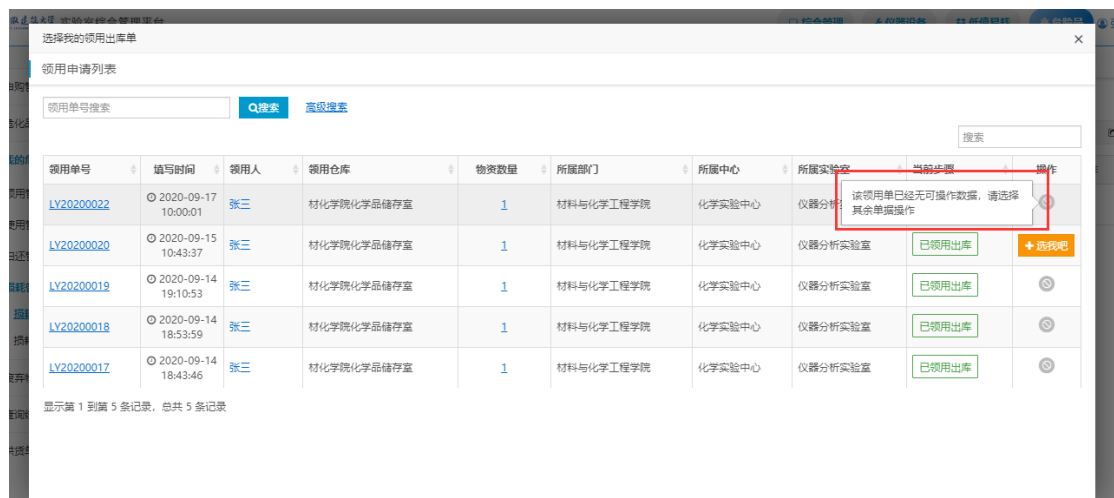 实验室综合管理平台
综合管理
仪器设备
低值易耗
选择我的领用出库单
×
领用申请列表
领用单号搜索
搜索
高级搜索
搜索
领用单号 填写时间 领用人 领用仓库 物资数量 所属部门 所属中心 所属实验室 当前步骤 操作
LY20200022 2020-09-17 张三 材化学院化学品储存室 1 材料与化学工程学院 化学实验中心 仪器分析
10:00:01
该领用单已经无可操作数据，请选择
其余单据操作
LY20200020 2020-09-15 张三 材化学院化学品储存室 1 材料与化学工程学院 化学实验中心 仪器分析实验室 已领用出库 选我吧
10:43:37
LY20200019 2020-09-14 张三 材化学院化学品储存室 1 材料与化学工程学院 化学实验中心 仪器分析实验室 已领用出库
19:10:53
LY20200018 2020-09-14 张三 材化学院化学品储存室 1 材料与化学工程学院 化学实验中心 仪器分析实验室 已领用出库
18:53:59
LY20200017 2020-09-14 张三 材化学院化学品储存室 1 材料与化学工程学院 化学实验中心 仪器分析实验室 已领用出库
18:43:46
显示第 1 到第 5 条记录，总共 5 条记录